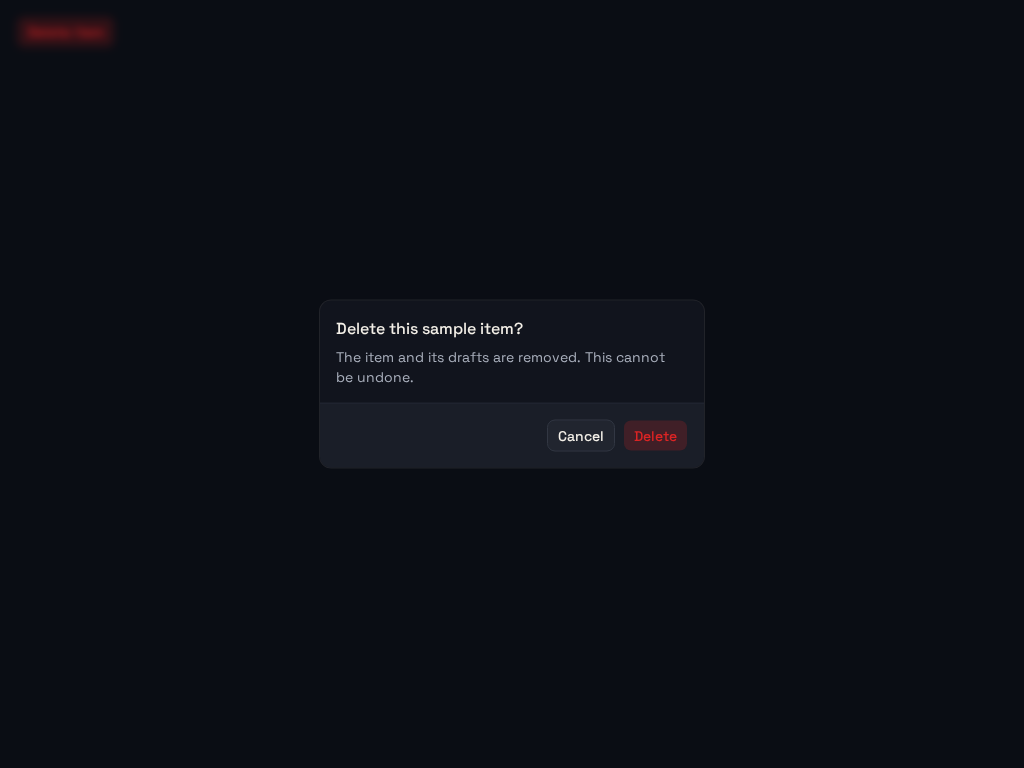 Delete this sample item?
The item and its drafts are removed. This cannot
be undone.
Cancel Delete